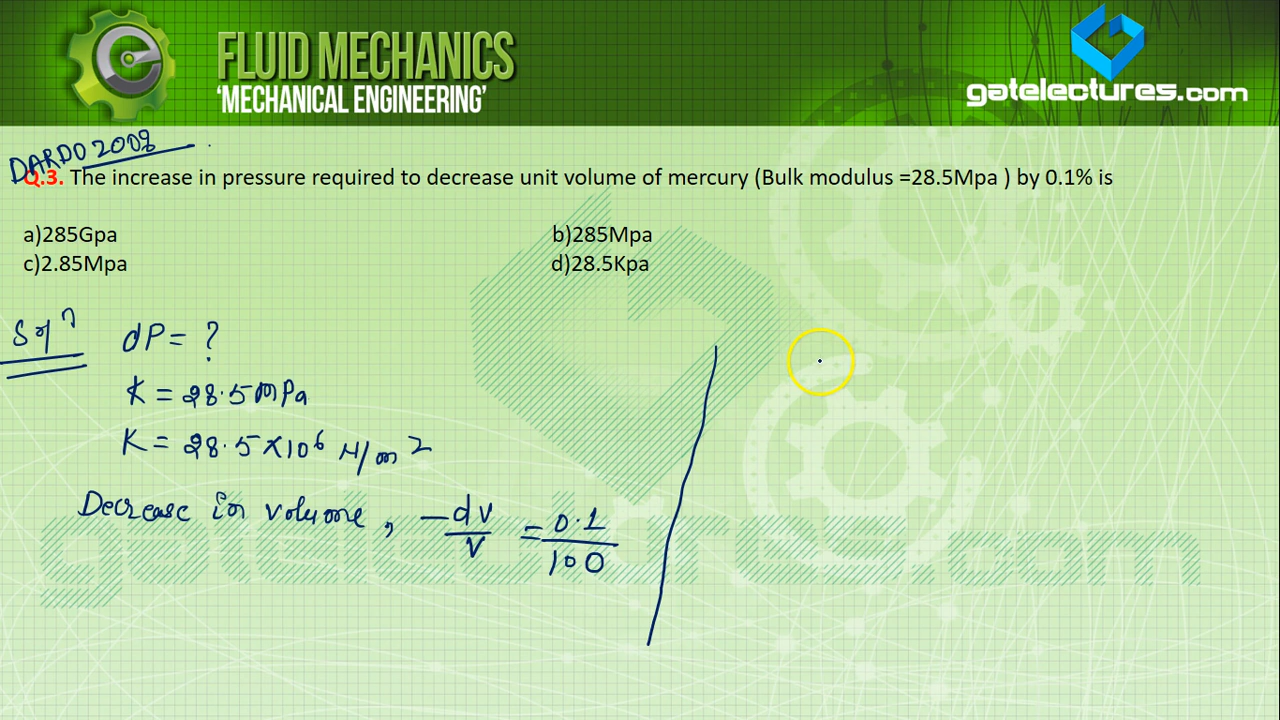 FLUID MECHANICS
'MECHANICAL ENGINEERING'
gatelectures.com
DARDO 2008
Q.3. The increase in pressure required to decrease unit volume of mercury (Bulk modulus =28.5Mpa ) by 0.1% is
a)285Gpa b)285Mpa
c)2.85Mpa d)28.5Kpa
Sol? dP = ?
K = 28.5 MPa
K = 28.5 × 10⁶ N/m²
Decrease in volume, -dv/v = 0.1/100
gatelectures.com